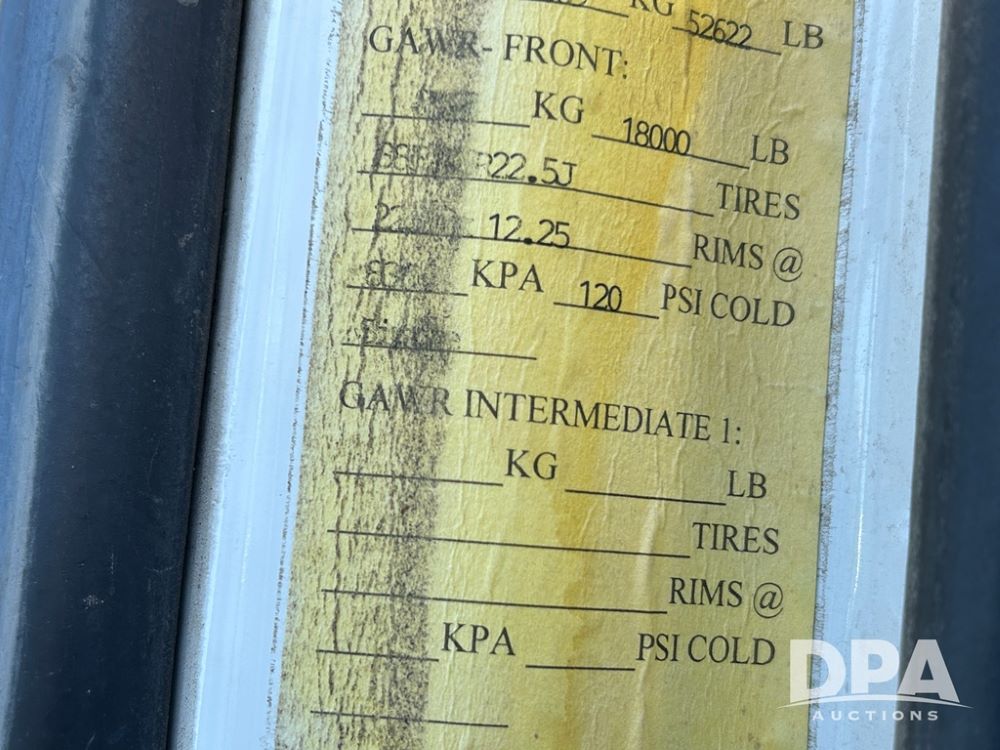 KG 52622 LB
GAWR- FRONT:
KG 18000 LB
22.5J TIRES
12.25 RIMS @
KPA 120 PSI COLD
GAWR INTERMEDIATE 1:
KG LB
TIRES
RIMS @
KPA PSI COLD
DPA
AUCTIONS